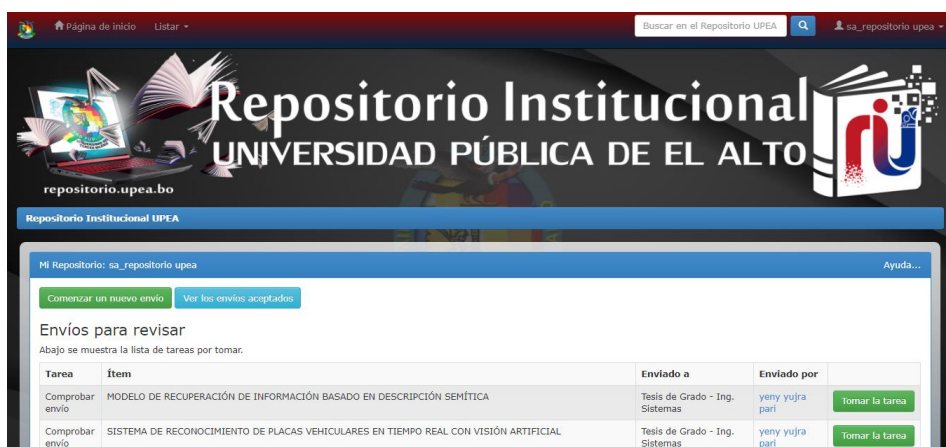 Página de inicio Listar
Buscar en el Repositorio UPEA
sa_repositorio upea
Repositorio Institucional
UNIVERSIDAD PÚBLICA DE EL ALTO
repositorio.upea.bo
Repositorio Institucional UPEA
Mi Repositorio: sa_repositorio upea Ayuda...
Comenzar un nuevo envío Ver los envíos aceptados
Envíos para revisar
Abajo se muestra la lista de tareas por tomar.
Tarea Ítem Enviado a Enviado por
Comprobar envío MODELO DE RECUPERACIÓN DE INFORMACIÓN BASADO EN DESCRIPCIÓN SEMÍTICA Tesis de Grado - Ing. Sistemas yeny yujra pari Tomar la tarea
Comprobar envío SISTEMA DE RECONOCIMIENTO DE PLACAS VEHICULARES EN TIEMPO REAL CON VISIÓN ARTIFICIAL Tesis de Grado - Ing. Sistemas yeny yujra pari Tomar la tarea